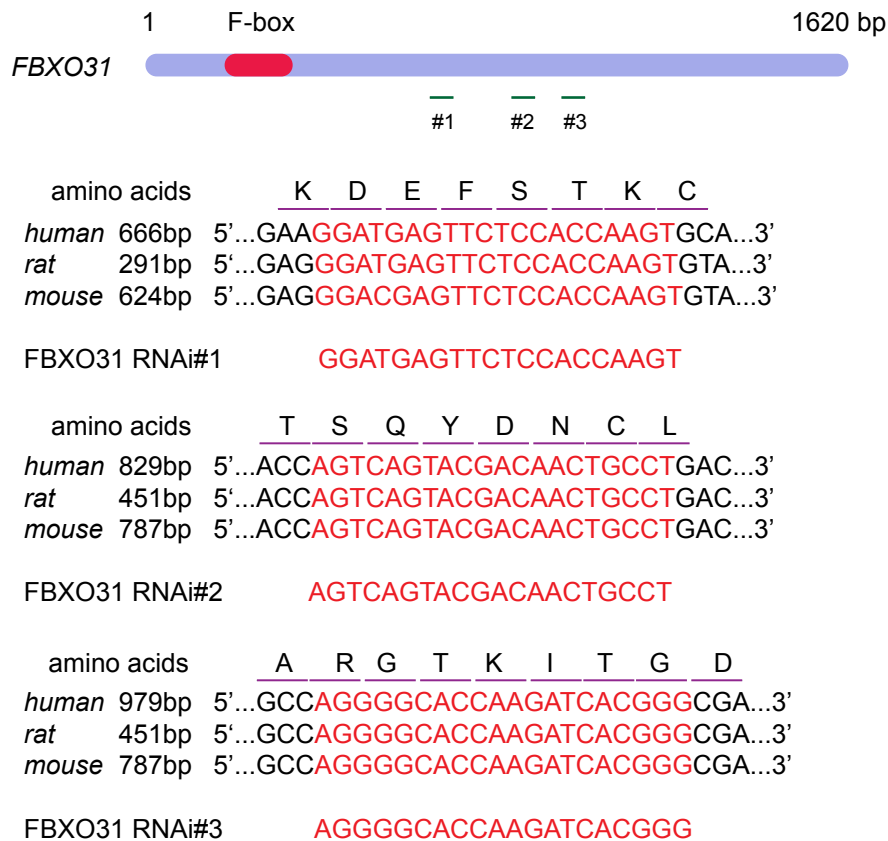 1 F-box 1620 bp
FBXO31
#1 #2 #3
amino acids K D E F S T K C
human 666bp 5’...GAAGGATGAGTTCTCCACCAAGTGCA...3’
rat 291bp 5’...GAGGGATGAGTTCTCCACCAAGTGTA...3’
mouse 624bp 5’...GAGGGACGAGTTCTCCACCAAGTGTA...3’
FBXO31 RNAi#1 GGATGAGTTCTCCACCAAGT
amino acids T S Q Y D N C L
human 829bp 5’...ACCAGTCAGTACGACAACTGCCTGAC...3’
rat 451bp 5‘...ACCAGTCAGTACGACAACTGCCTGAC...3’
mouse 787bp 5’...ACCAGTCAGTACGACAACTGCCTGAC...3’
FBXO31 RNAi#2 AGTCAGTACGACAACTGCCT
amino acids A R G T K I T G D
human 979bp 5’...GCCAGGGGCACCAAGATCACGGGCGA...3’
rat 451bp 5‘...GCCAGGGGCACCAAGATCACGGGCGA...3’
mouse 787bp 5’...GCCAGGGGCACCAAGATCACGGGCGA...3’
FBXO31 RNAi#3 AGGGGCACCAAGATCACGGG